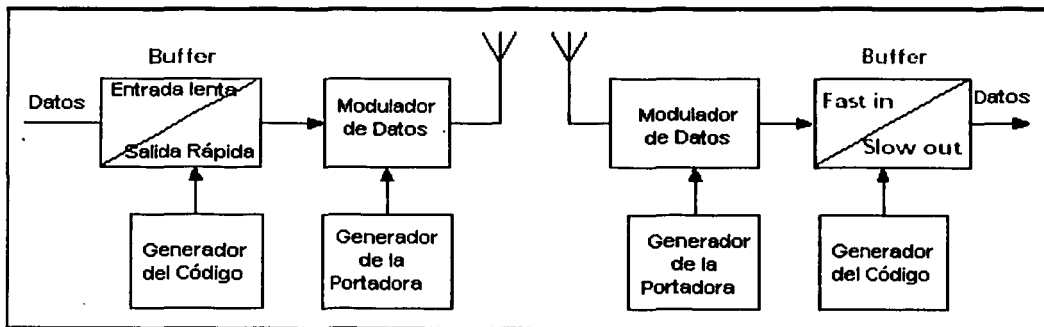 Buffer
Datos
Entrada lenta
Salida Rápida
Modulador
de Datos
Generador
del Código
Generador
de la
Portadora
Modulador
de Datos
Buffer
Fast in
Slow out
Datos
Generador
de la
Portadora
Generador
del Código